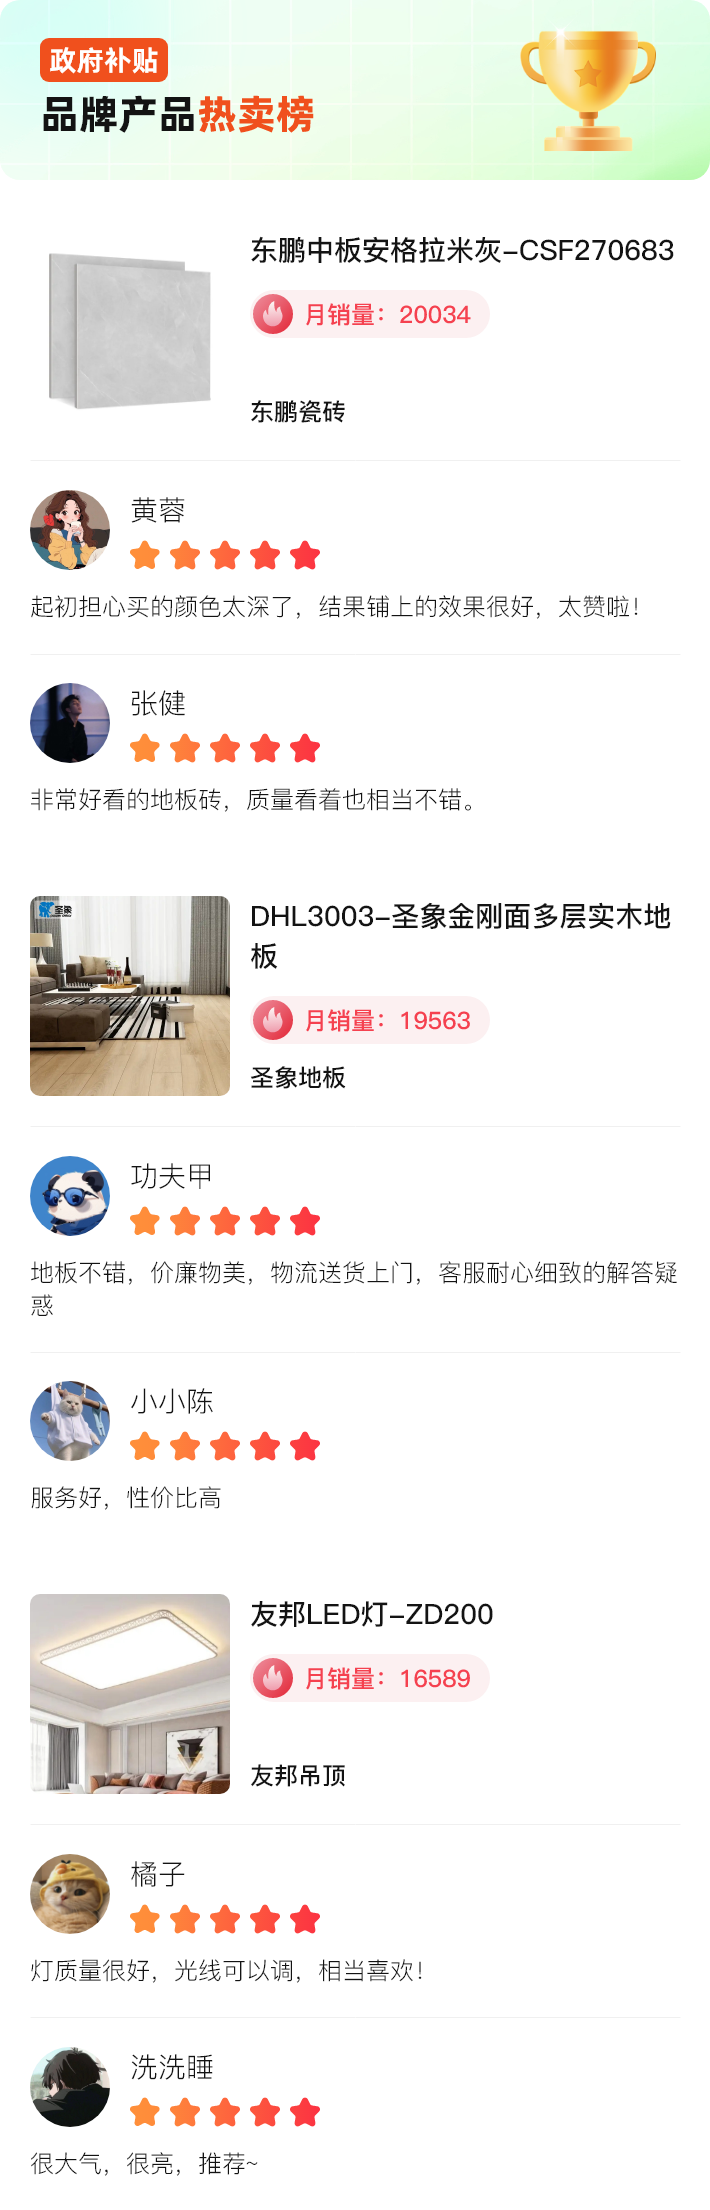 政府补贴
品牌产品热卖榜
东鹏中板安格拉米灰-CSF270683
月销量：20034
东鹏瓷砖
黄蓉
起初担心买的颜色太深了，结果铺上的效果很好，太赞啦！
张健
非常好看的地板砖，质量看着也相当不错。
圣象
DHL3003-圣象金刚面多层实木地
板
月销量：19563
圣象地板
功夫甲
地板不错，价廉物美，物流送货上门，客服耐心细致的解答疑
惑
小小陈
服务好，性价比高
友邦LED灯-ZD200
月销量：16589
友邦吊顶
橘子
灯质量很好，光线可以调，相当喜欢！
洗洗睡
很大气，很亮，推荐~